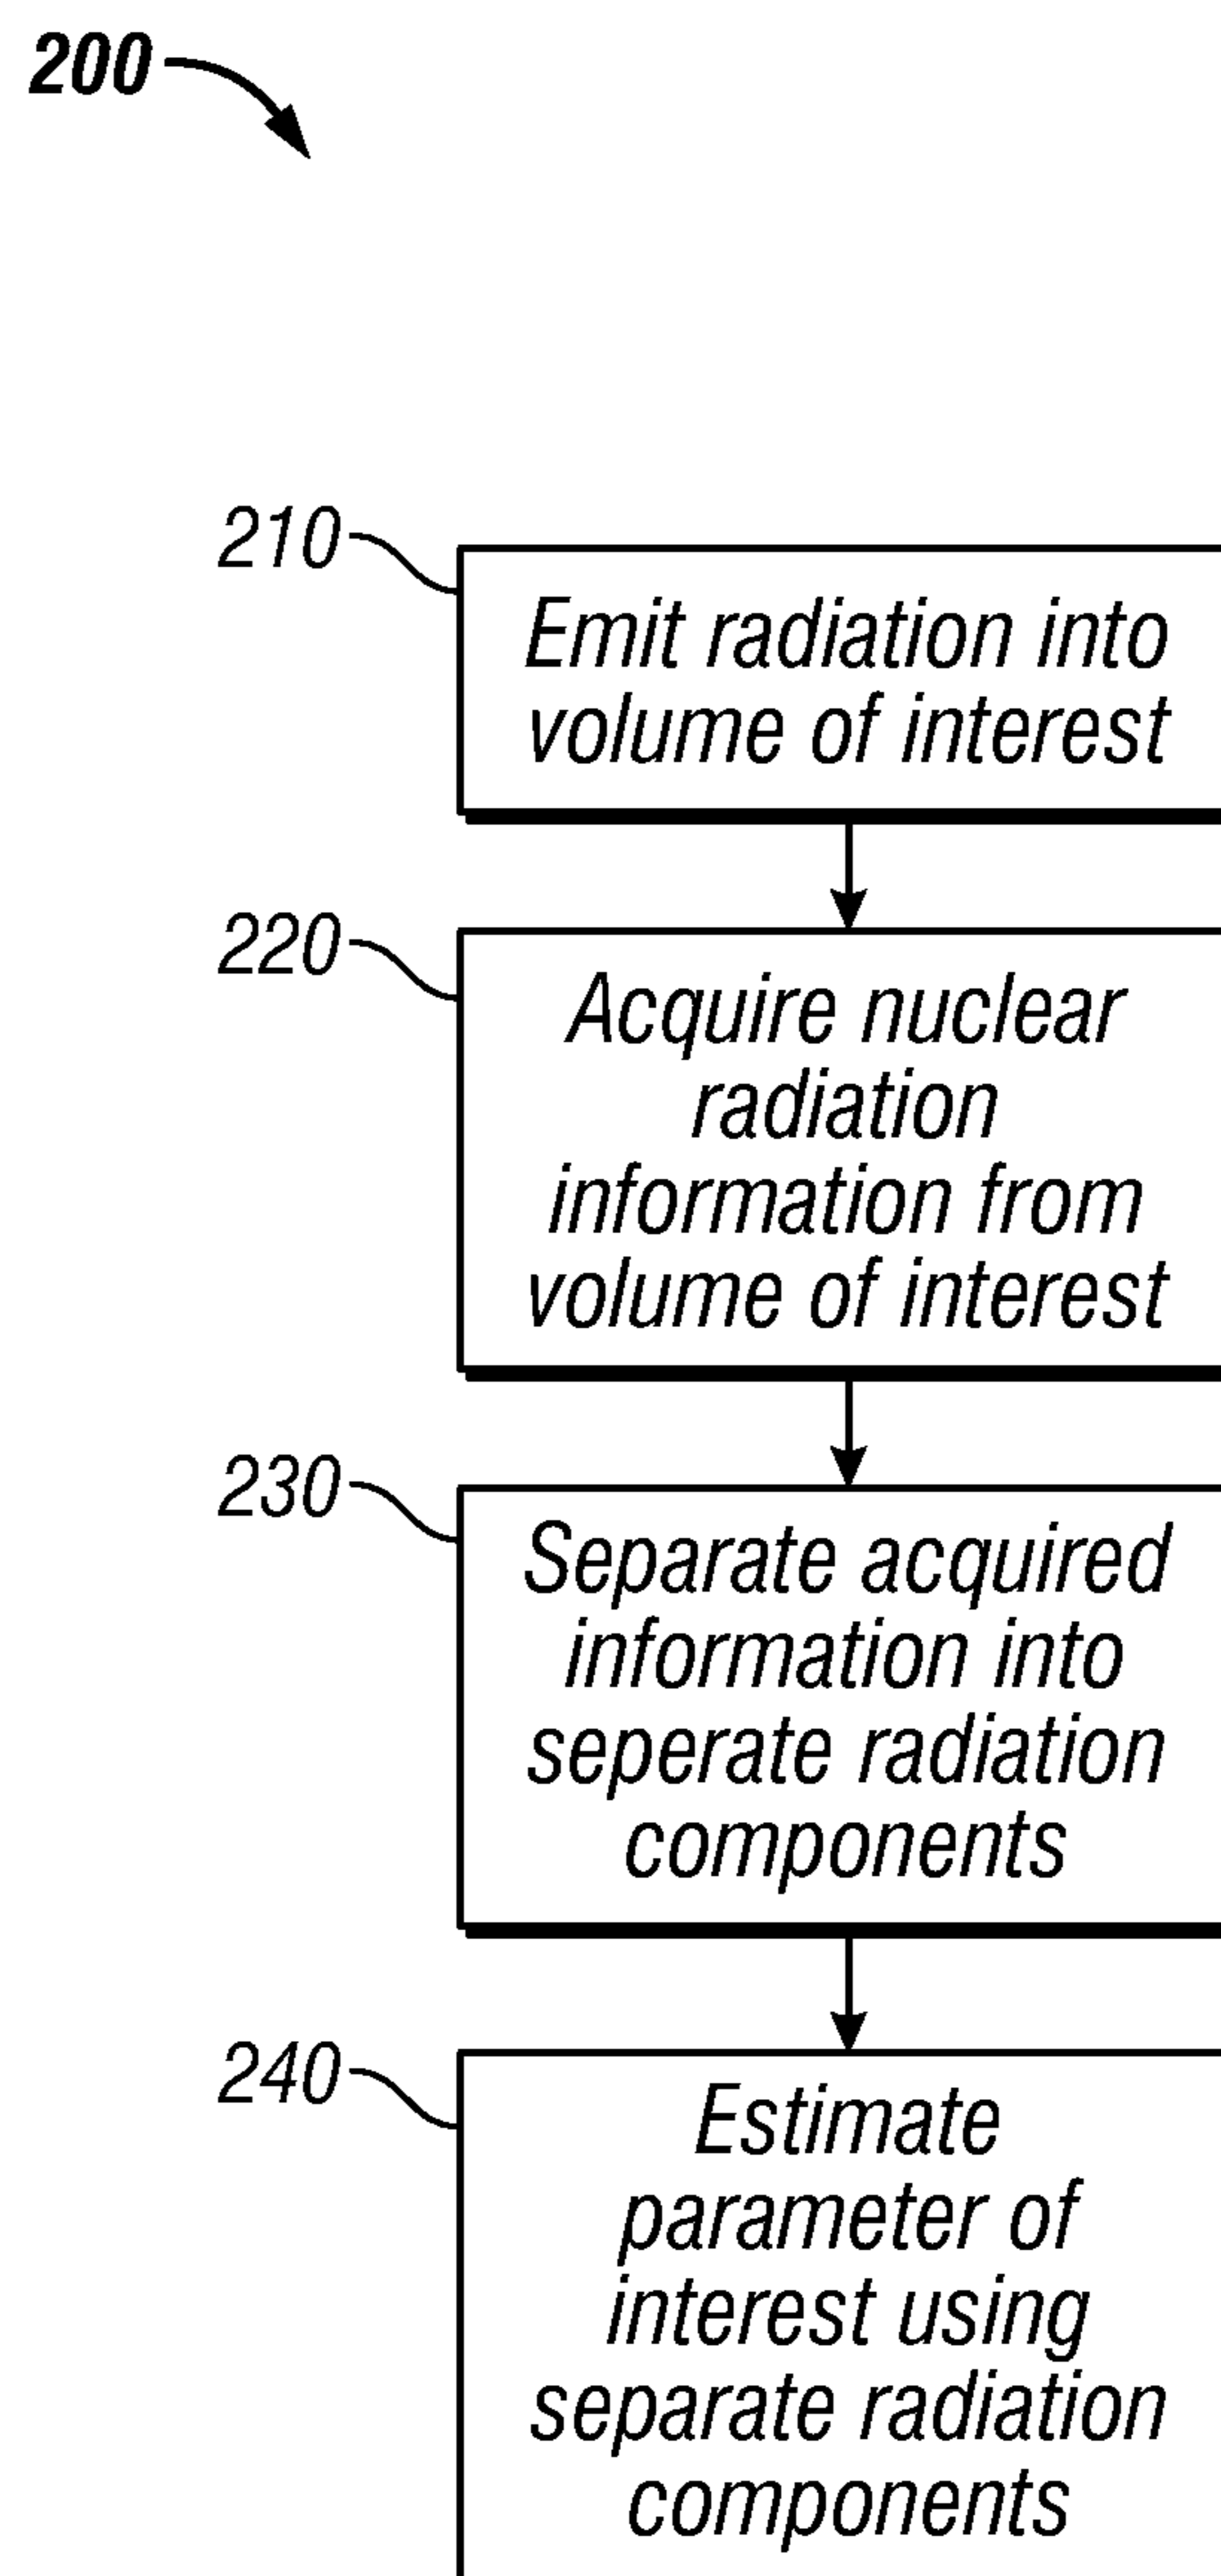 200
210
Emit radiation into
volume of interest
220
Acquire nuclear
radiation
information from
volume of interest
230
Separate acquired
information into
seperate radiation
components
240
Estimate
parameter of
interest using
separate radiation
components